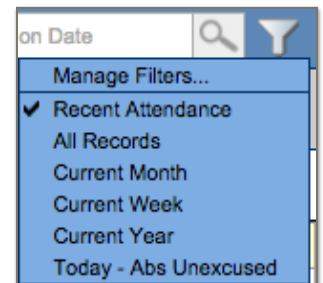 on Date
Manage Filters...
Recent Attendance
All Records
Current Month
Current Week
Current Year
Today - Abs Unexcused